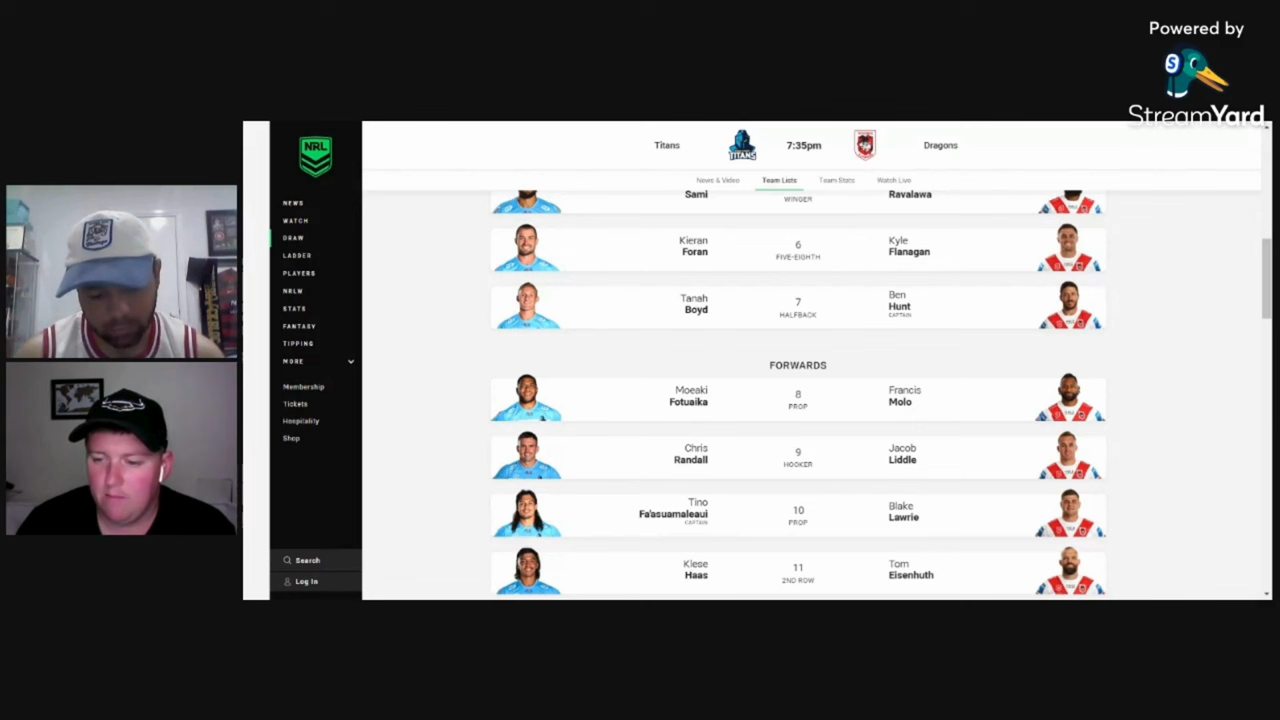 Powered by
StreamYard
NRL
Titans
TITANS
7:35pm
Dragons
News & Video
Team Lists
Team Stats
Watch Live
NEWS
WATCH
DRAW
LADDER
PLAYERS
NRLW
STATS
FANTASY
TIPPING
MORE
Membership
Tickets
Hospitality
Shop
Search
Log In
Sami
WINGER
Ravalawa
Kieran
Foran
6
FIVE-EIGHTH
Kyle
Flanagan
Tanah
Boyd
7
HALFBACK
Ben
Hunt
CAPTAIN
FORWARDS
Moeaki
Fotuaika
8
PROP
Francis
Molo
Chris
Randall
9
HOOKER
Jacob
Liddle
Tino
Fa'asuamaleaui
CAPTAIN
10
PROP
Blake
Lawrie
Klese
Haas
11
2ND ROW
Tom
Eisenhuth